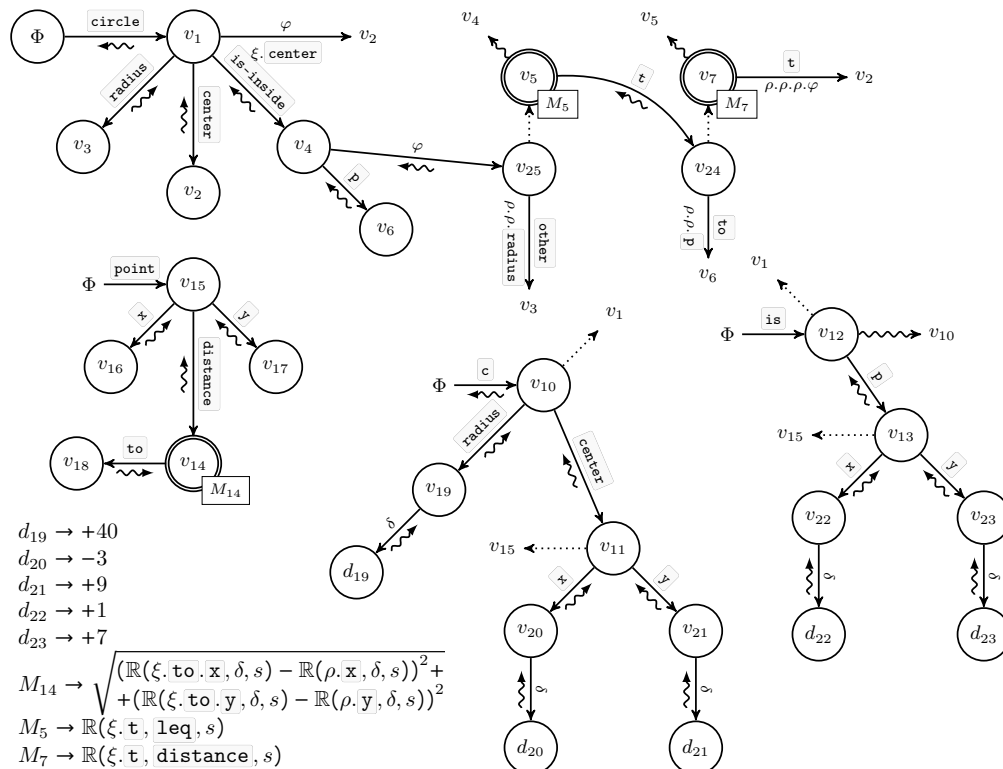 Φ circle v₁ φ v₂
ξ.center
radius center is-inside
v₃ v₂ v₄ p v₆
φ
v₄ v₅ M₅ t
v₅ v₇ M₇ t v₂
ρ.ρ.ρ.φ
v₂₅ v₂₄
ρ.ρ.radius other
v₃
ρ.ρ.p to
v₆
Φ point v₁₅
x y distance
v₁₆ v₁₇
v₁₈ to v₁₄
M₁₄
v₁
Φ c v₁₀
radius center
v₁₉
δ
d₁₉
v₁₅ v₁₁
x y
v₂₀ v₂₁
δ δ
d₂₀ d₂₁
v₁
Φ is v₁₂ v₁₀
p
v₁₅ v₁₃
x y
v₂₂ v₂₃
δ δ
d₂₂ d₂₃
d₁₉ → +40
d₂₀ → −3
d₂₁ → +9
d₂₂ → +1
d₂₃ → +7
M₁₄ → √(ℝ(ξ.to.x, δ, s) − ℝ(ρ.x, δ, s))² +
+(ℝ(ξ.to.y, δ, s) − ℝ(ρ.y, δ, s))²
M₅ → ℝ(ξ.t, leq, s)
M₇ → ℝ(ξ.t, distance, s)